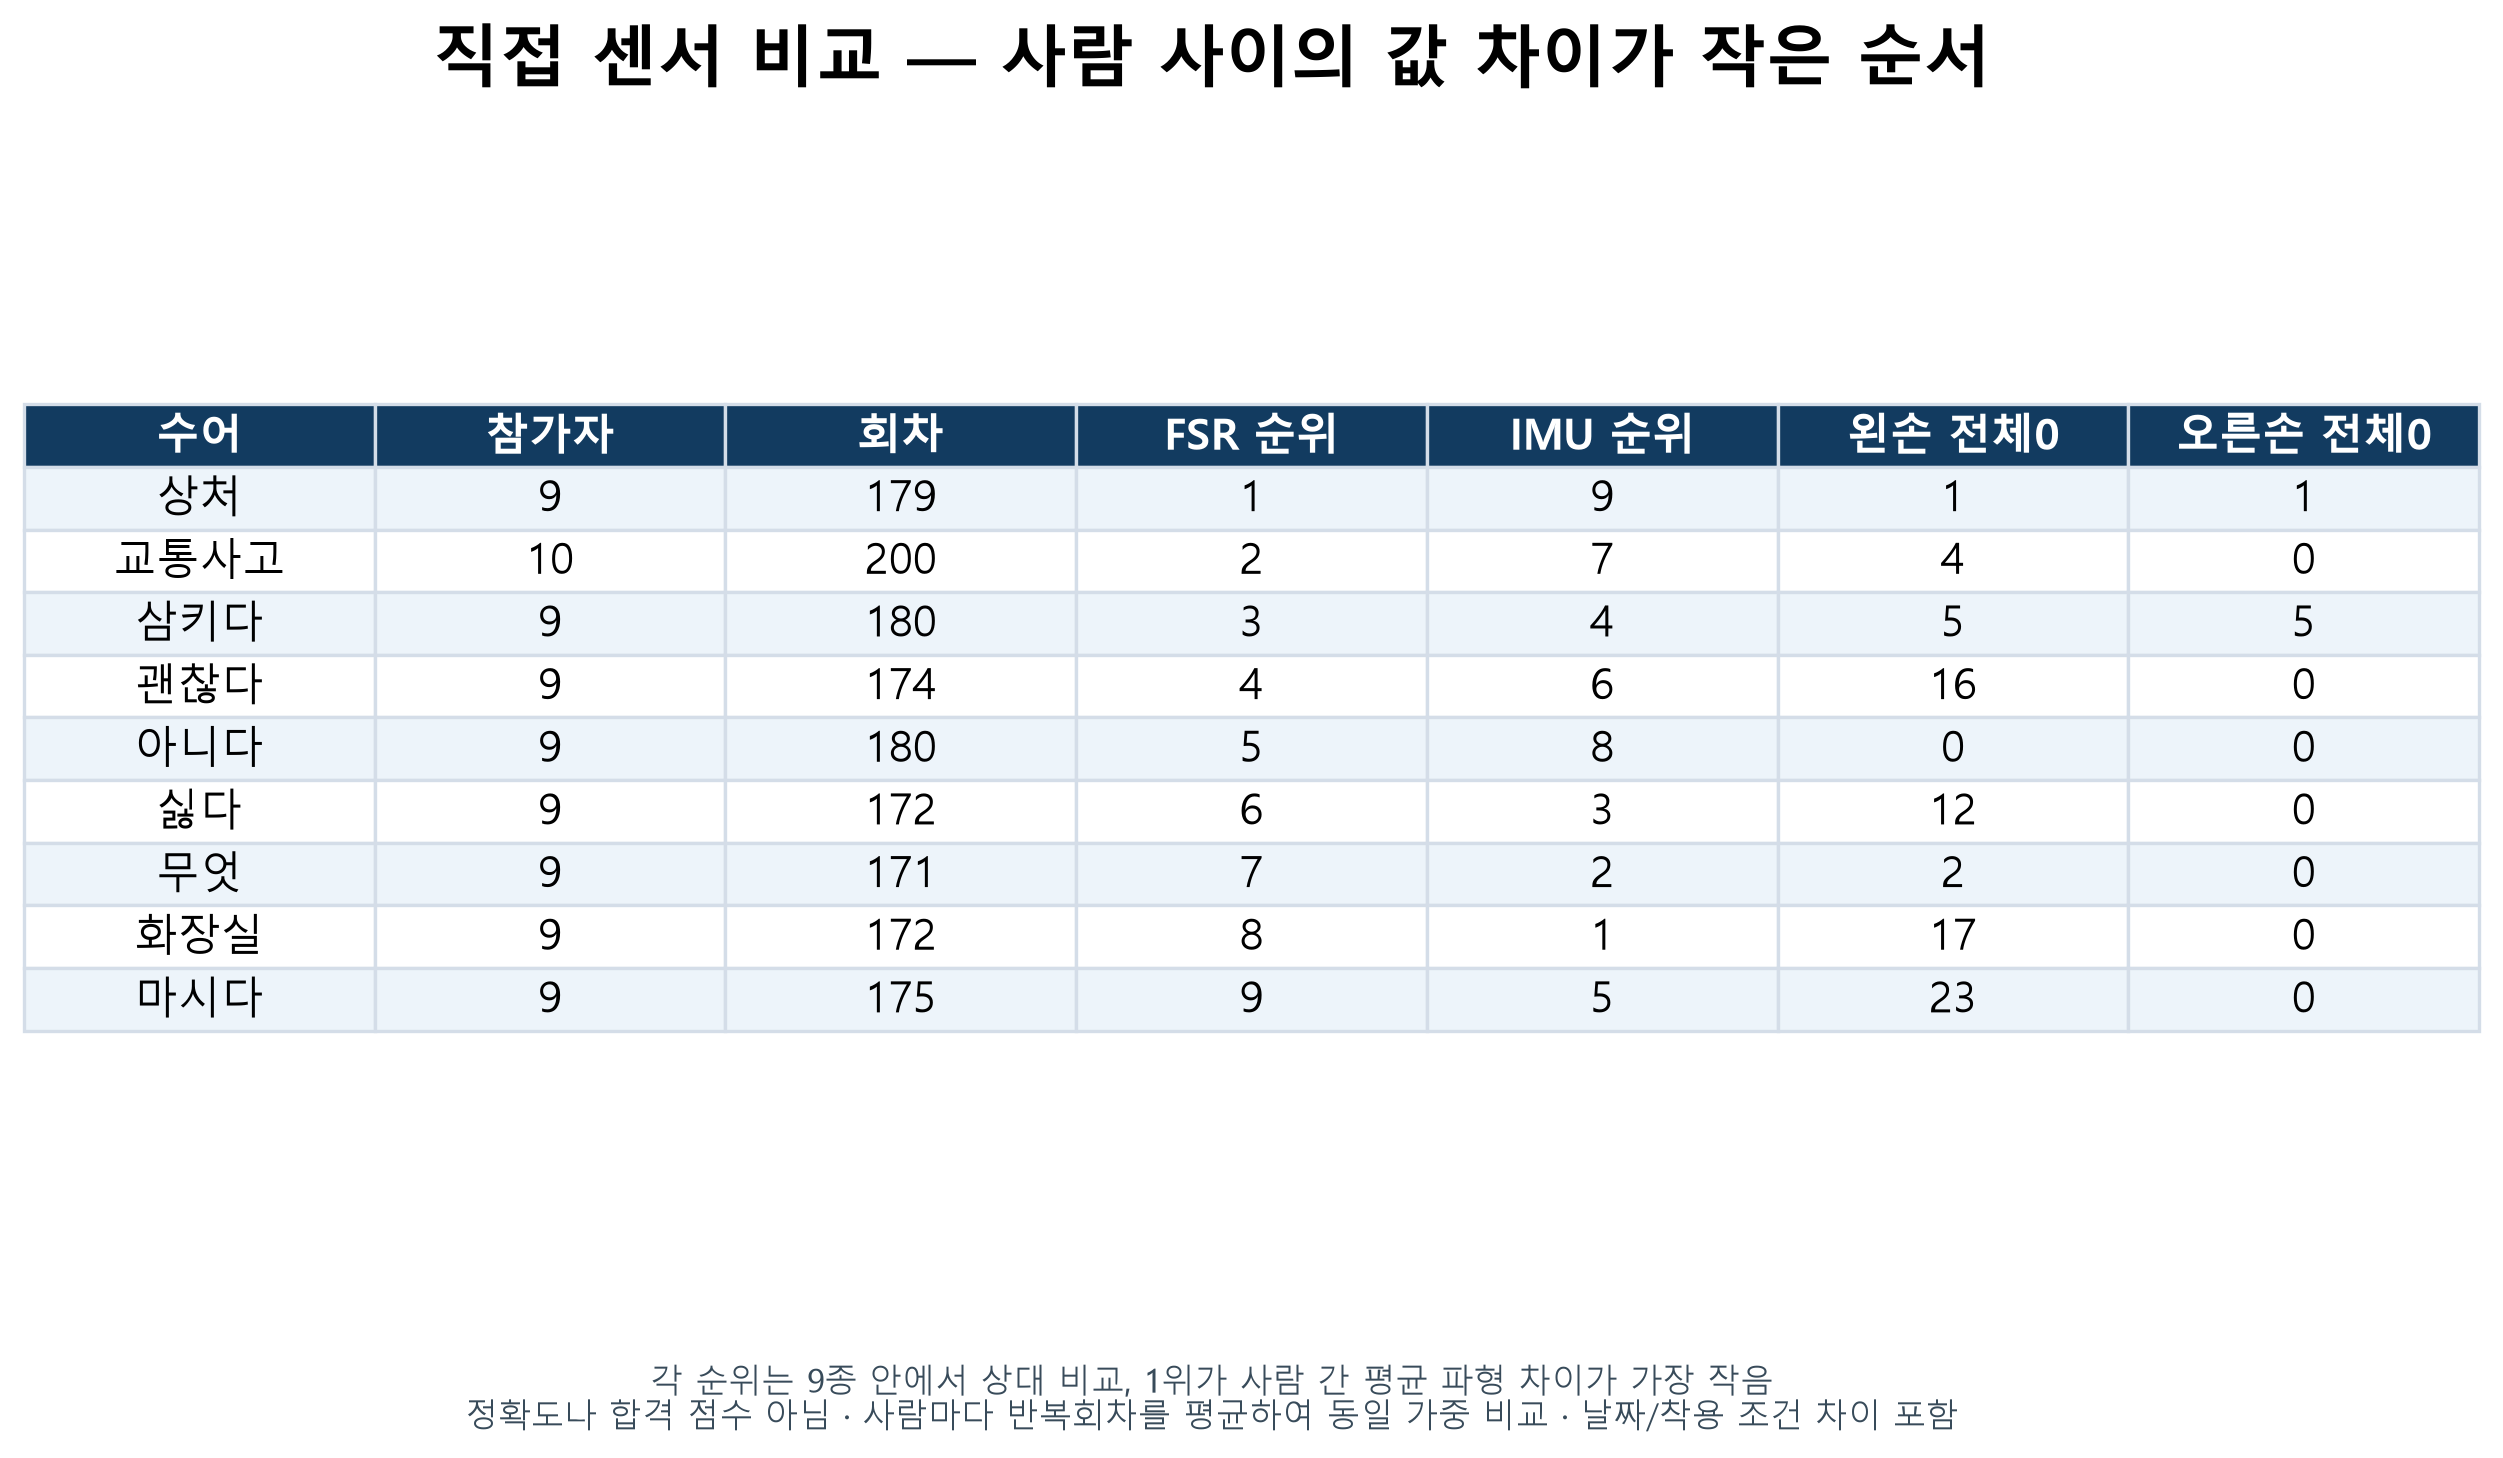 직접 센서 비교 — 사람 사이의 값 차이가 작은 순서
수어 참가자 회차 FSR 순위 IMU 순위 왼손 전체0 오른손 전체0
상처 9 179 1 9 1 1
교통사고 10 200 2 7 4 0
삼키다 9 180 3 4 5 5
괜찮다 9 174 4 6 16 0
아니다 9 180 5 8 0 0
싫다 9 172 6 3 12 0
무엇 9 171 7 2 2 0
화장실 9 172 8 1 17 0
마시다 9 175 9 5 23 0
각 순위는 9종 안에서 상대 비교, 1위가 사람 간 평균 파형 차이가 가장 작음
정확도나 합격 점수 아님 · 사람마다 반복회차를 평균하여 동일 가중 비교 · 날짜/착용 조건 차이 포함